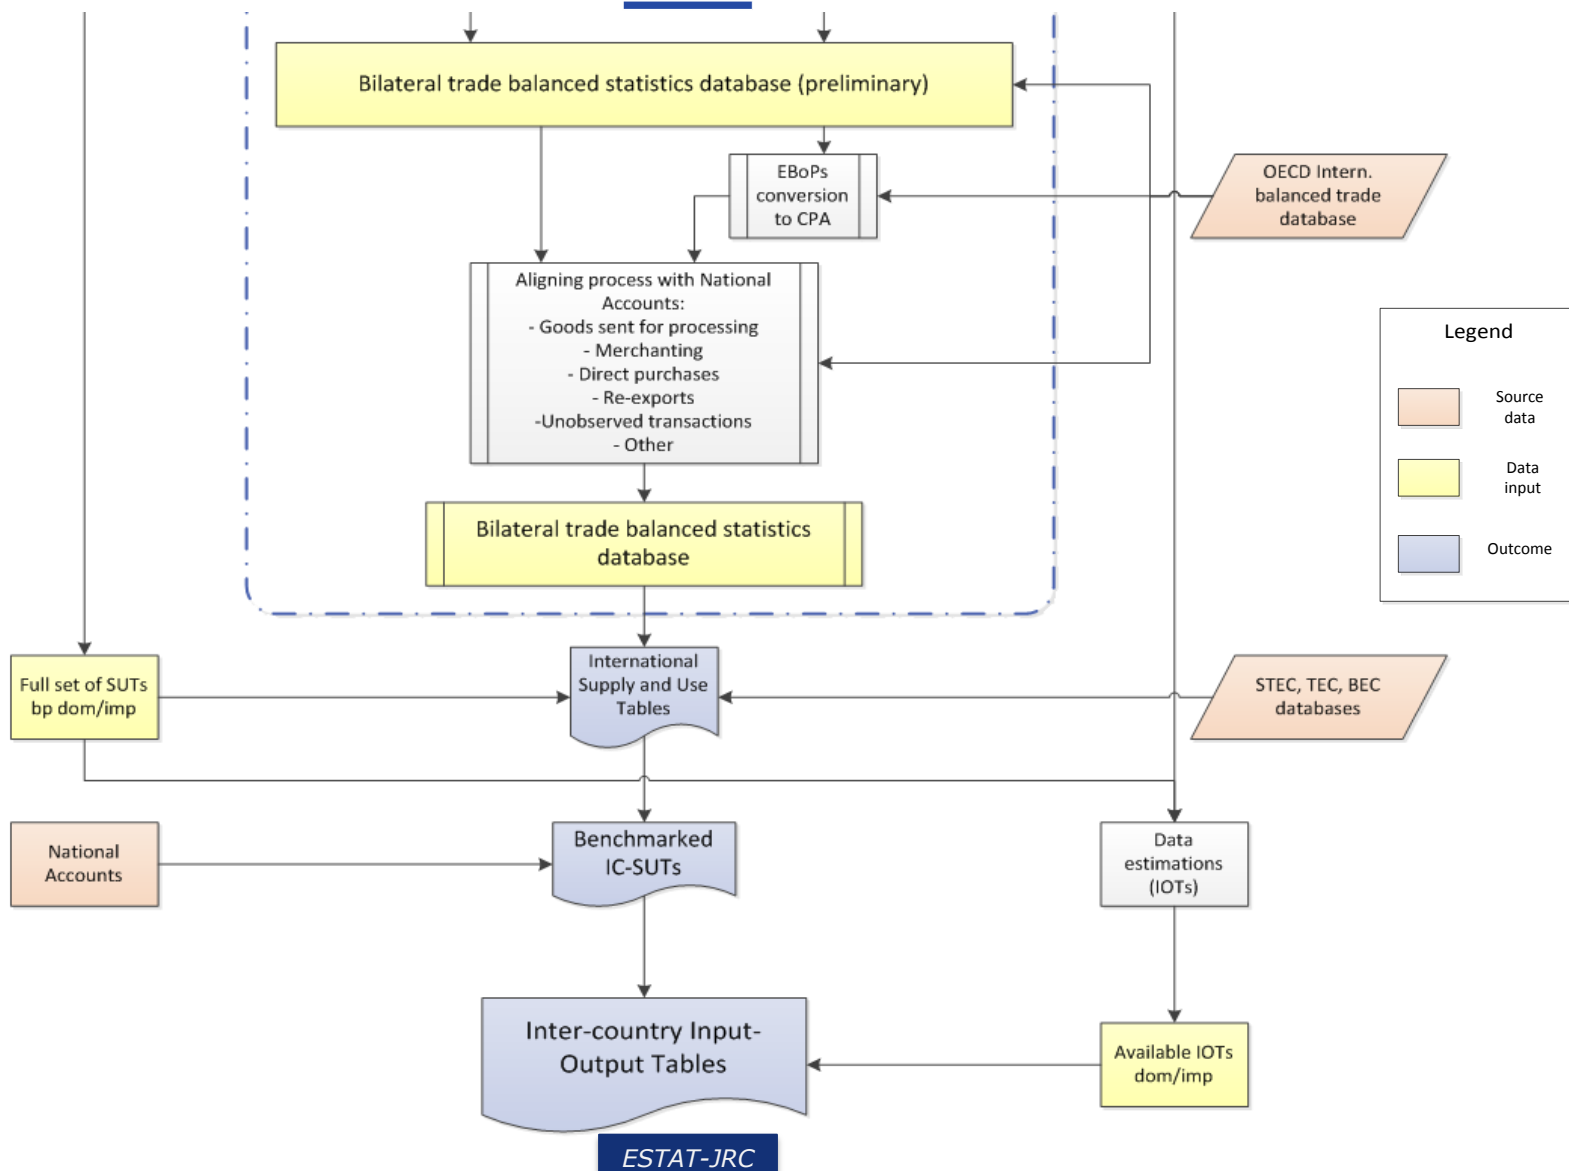 Bilateral trade balanced statistics database (preliminary)
EBoPs
conversion
to CPA
OECD Intern.
balanced trade
database
Aligning process with National
Accounts:
- Goods sent for processing
- Merchanting
- Direct purchases
- Re-exports
-Unobserved transactions
- Other
Legend
Source
data
Data
input
Outcome
Bilateral trade balanced statistics
database
Full set of SUTs
bp dom/imp
International
Supply and Use
Tables
STEC, TEC, BEC
databases
National
Accounts
Benchmarked
IC-SUTs
Data
estimations
(IOTs)
Inter-country Input-
Output Tables
Available IOTs
dom/imp
ESTAT-JRC